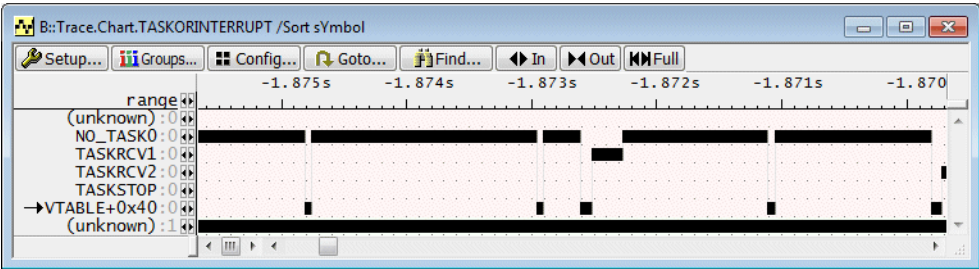 B::Trace.Chart.TASKORINTERRUPT /Sort sYmbol
Setup... Groups... Config... Goto... Find... In Out Full
-1.875s -1.874s -1.873s -1.872s -1.871s -1.870
range
(unknown):0
NO_TASK0:0
TASKRCV1:0
TASKRCV2:0
TASKSTOP:0
VTABLE+0x40:0
(unknown):1